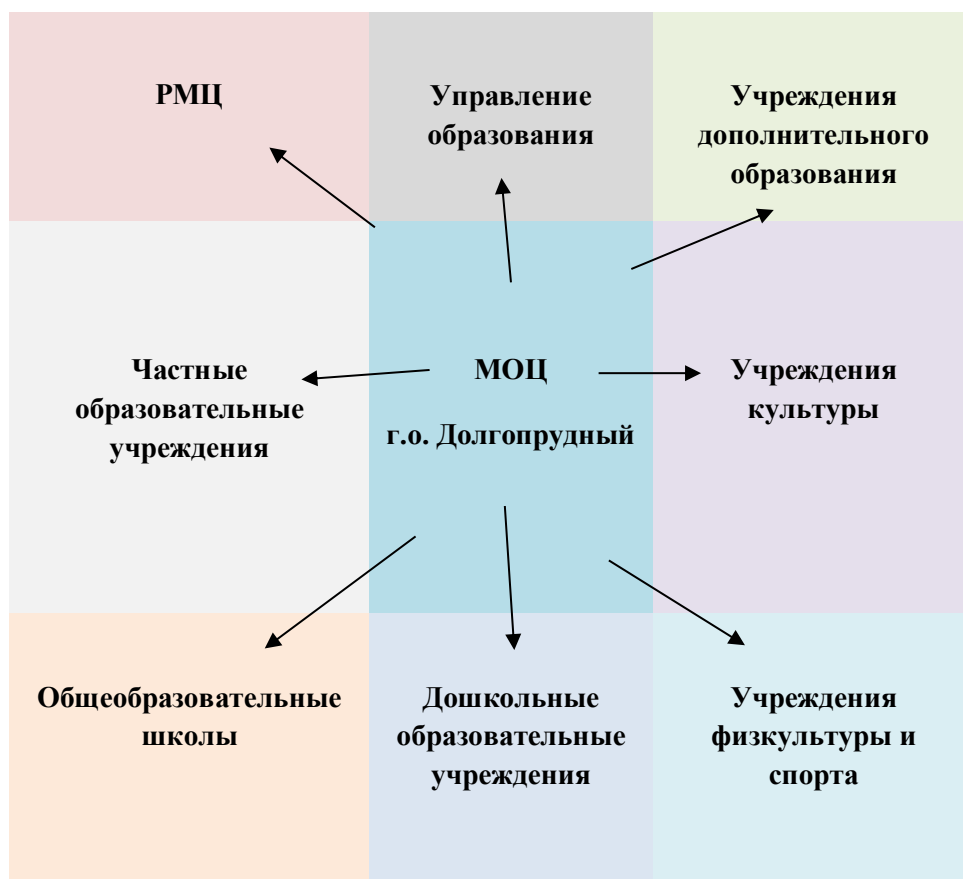 РМЦ
Управление
образования
Учреждения
дополнительного
образования
Частные
образовательные
учреждения
МОЦ
г.о. Долгопрудный
Учреждения
культуры
Общеобразовательные
школы
Дошкольные
образовательные
учреждения
Учреждения
физкультуры и
спорта